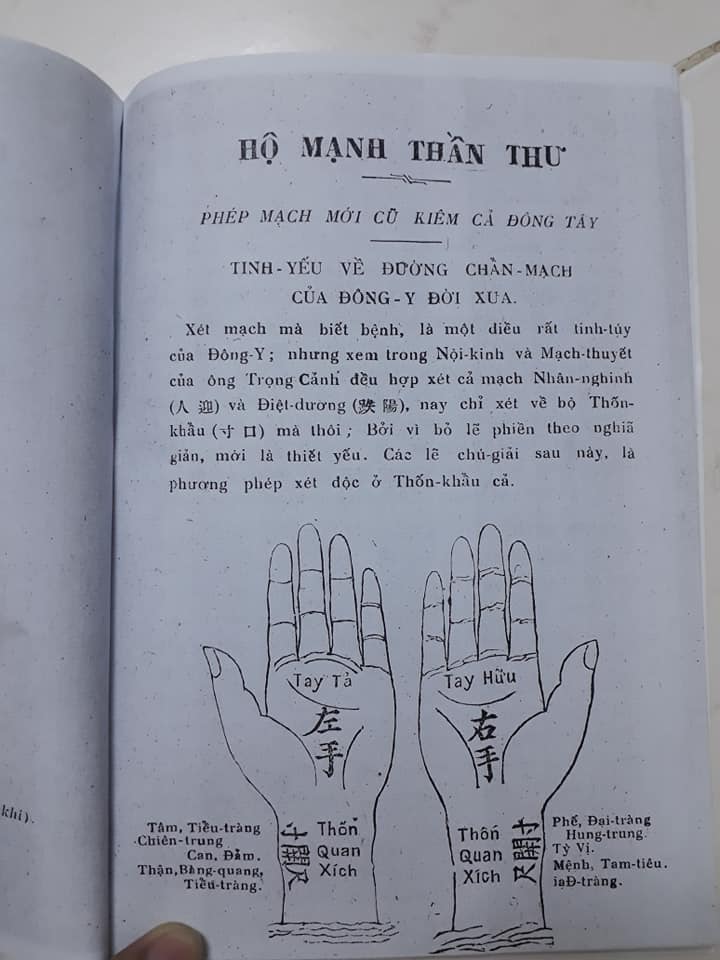 khi).
HỘ MẠNH THẦN THƯ
PHÉP MẠCH MỚI CŨ KIÊM CẢ ĐÔNG TÂY
TINH-YẾU VỀ ĐƯỜNG CHẦN-MẠCH
CỦA ĐÔNG-Y ĐỜI XUA.
Xét mạch mà biết bệnh, là một điều rất tinh-túy
của Đông-Y; nhưng xem trong Nội-kinh và Mạch-thuyết
của ông Trọng Cảnh đều hợp xét cả mạch Nhân-nghinh
(人迎) và Điệt-dương (趺陽), nay chỉ xét về bộ Thốn-
khẩu (寸口) mà thôi; Bởi vì bỏ lẽ phiền theo nghiã
giản, mới là thiết yếu. Các lẽ chú-giải sau này, là
phương phép xét độc ở Thốn-khẩu cả.
Tay Tả
左手
Tay Hữu
右手
Tâm, Tiểu-tràng
Chiên-trung
Can, Đảm.
Thận, Bàng-quang,
Tiểu-tràng.
寸關尺
Thốn
Quan
Xích
Thốn
Quan
Xích
寸關尺
Phế, Đại-tràng
Hung-trung.
Tỳ Vị.
Mệnh, Tam-tiêu.
iạĐ-tràng.